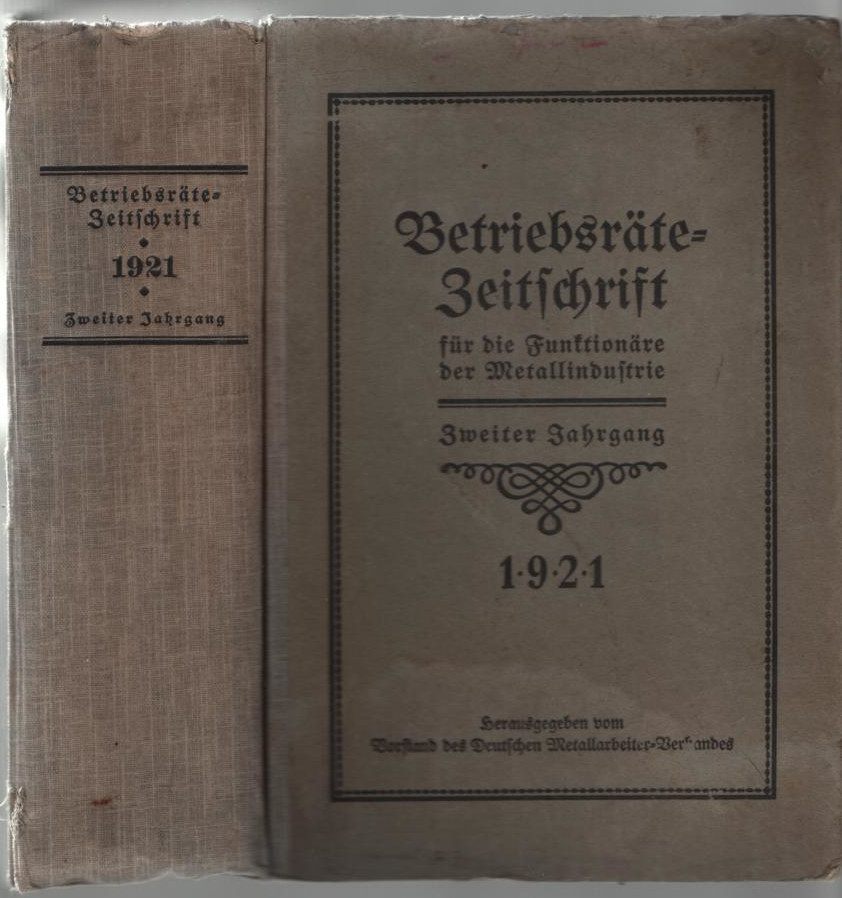 Betriebsräte-
Zeitschrift
1921
Zweiter Jahrgang
Betriebsräte-
Zeitschrift
für die Funktionäre
der Metallindustrie
Zweiter Jahrgang
1·9·2·1
Herausgegeben vom
Vorstand des Deutschen Metallarbeiter-Verbandes